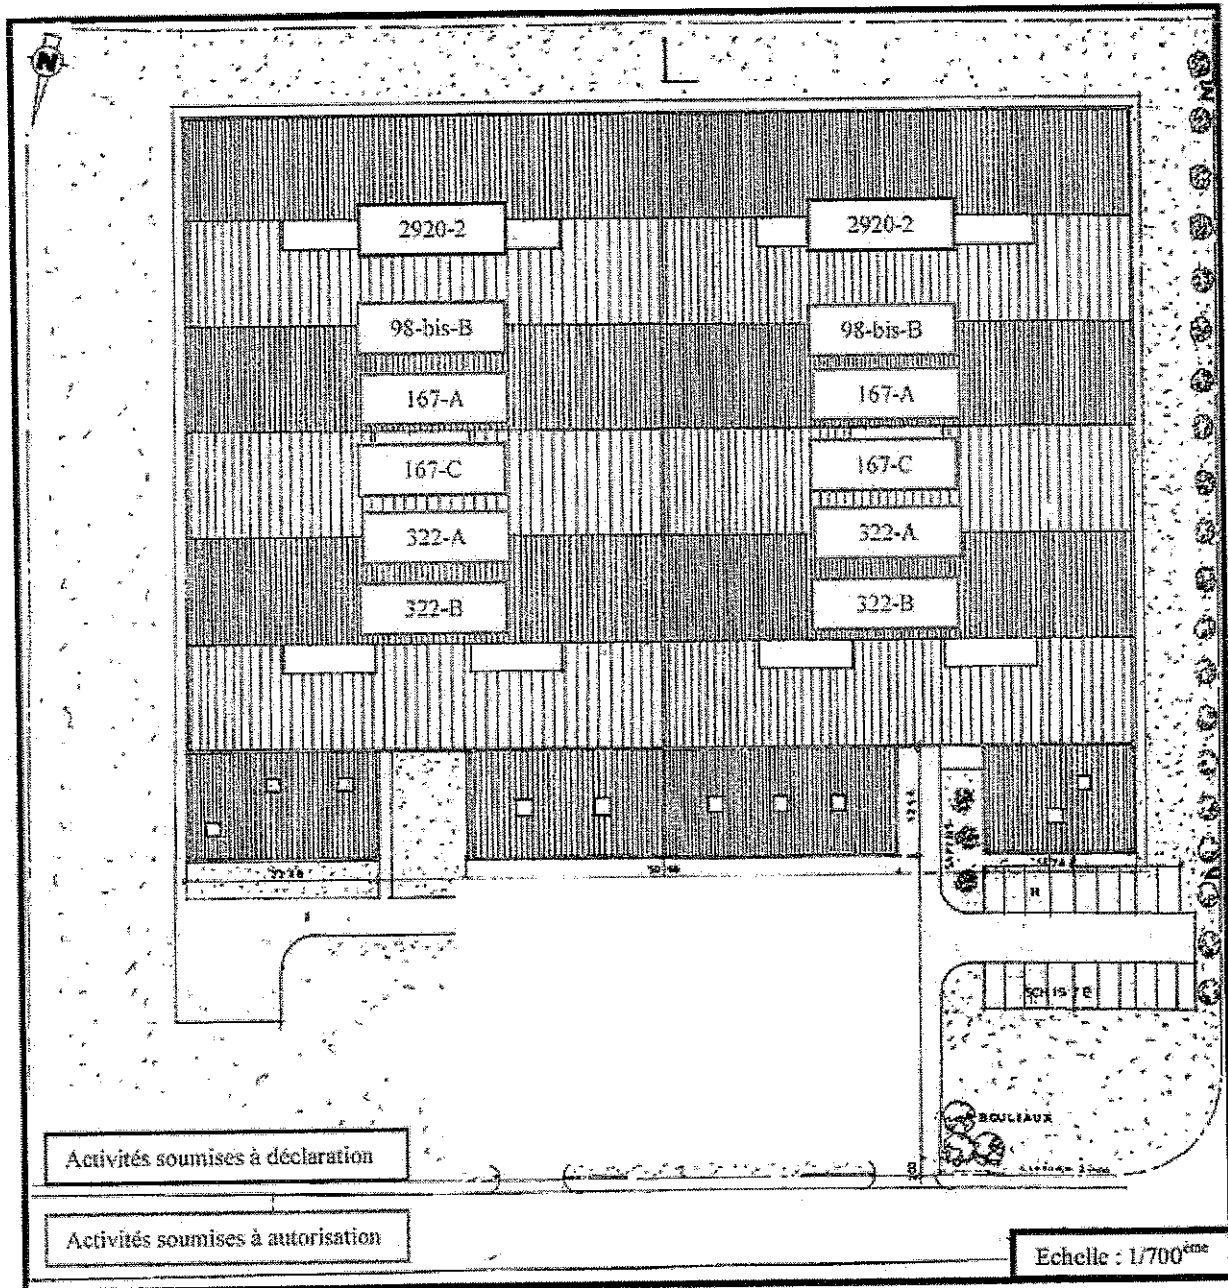 N
2920-2 2920-2
98-bis-B 98-bis-B
167-A 167-A
167-C 167-C
322-A 322-A
322-B 322-B
SCHISTE
BOULEAUX
Activités soumises à déclaration
Activités soumises à autorisation
Echelle : 1/700ème